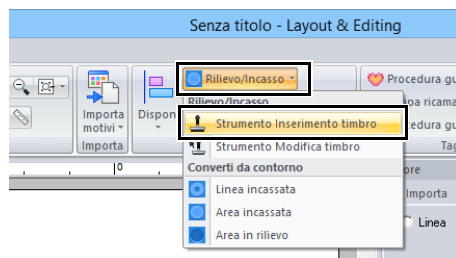 Senza titolo - Layout & Editing
Rilievo/Incasso
Procedura gu
Importa
motivi
Dispon
Rilievo/Incasso
pa ricama
Strumento Inserimento timbro
cedura gu
Importa
Strumento Modifica timbro
Tag
Converti da contorno
ore
0
Linea incassata
Importa
Area incassata
Linea
Area in rilievo